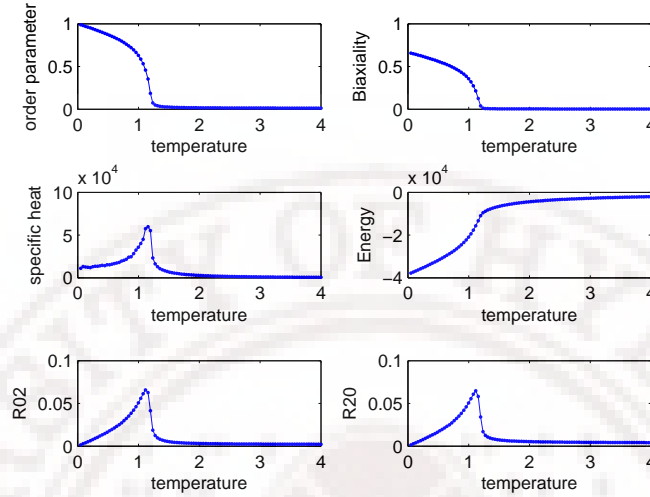 order parameter
1
0.5
0
0 1 2 3 4
temperature
Biaxiality
1
0.5
0
0 1 2 3 4
temperature
specific heat
x 10^4
10
5
0
0 1 2 3 4
temperature
Energy
x 10^4
0
−2
−4
0 1 2 3 4
temperature
R02
0.1
0.05
0
0 1 2 3 4
temperature
R20
0.1
0.05
0
0 1 2 3 4
temperature